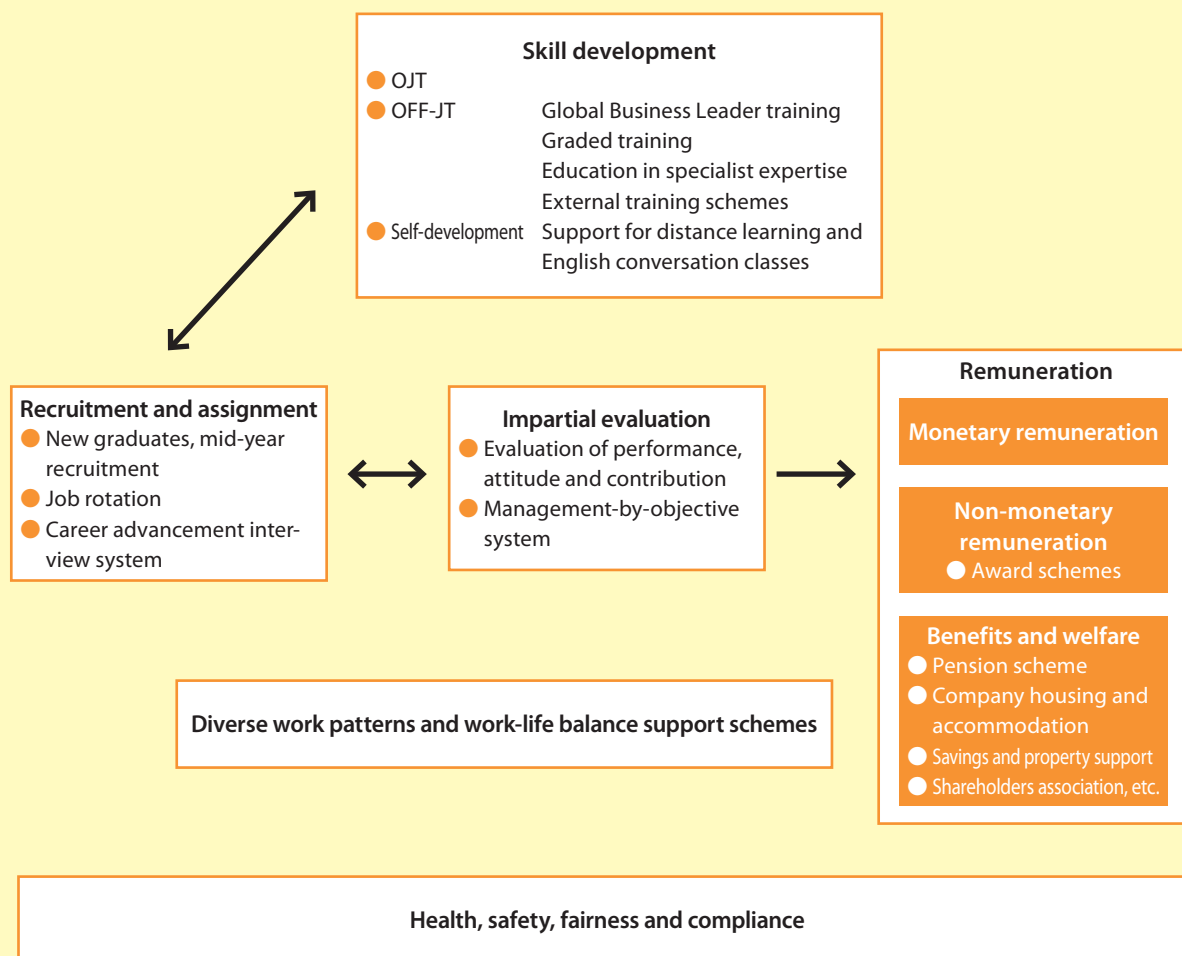 Skill development
OJT
OFF-JT Global Business Leader training
Graded training
Education in specialist expertise
External training schemes
Self-development Support for distance learning and
English conversation classes
Recruitment and assignment
New graduates, mid-year
recruitment
Job rotation
Career advancement inter-
view system
Impartial evaluation
Evaluation of performance,
attitude and contribution
Management-by-objective
system
Remuneration
Monetary remuneration
Non-monetary
remuneration
Award schemes
Benefits and welfare
Pension scheme
Company housing and
accommodation
Savings and property support
Shareholders association, etc.
Diverse work patterns and work-life balance support schemes
Health, safety, fairness and compliance